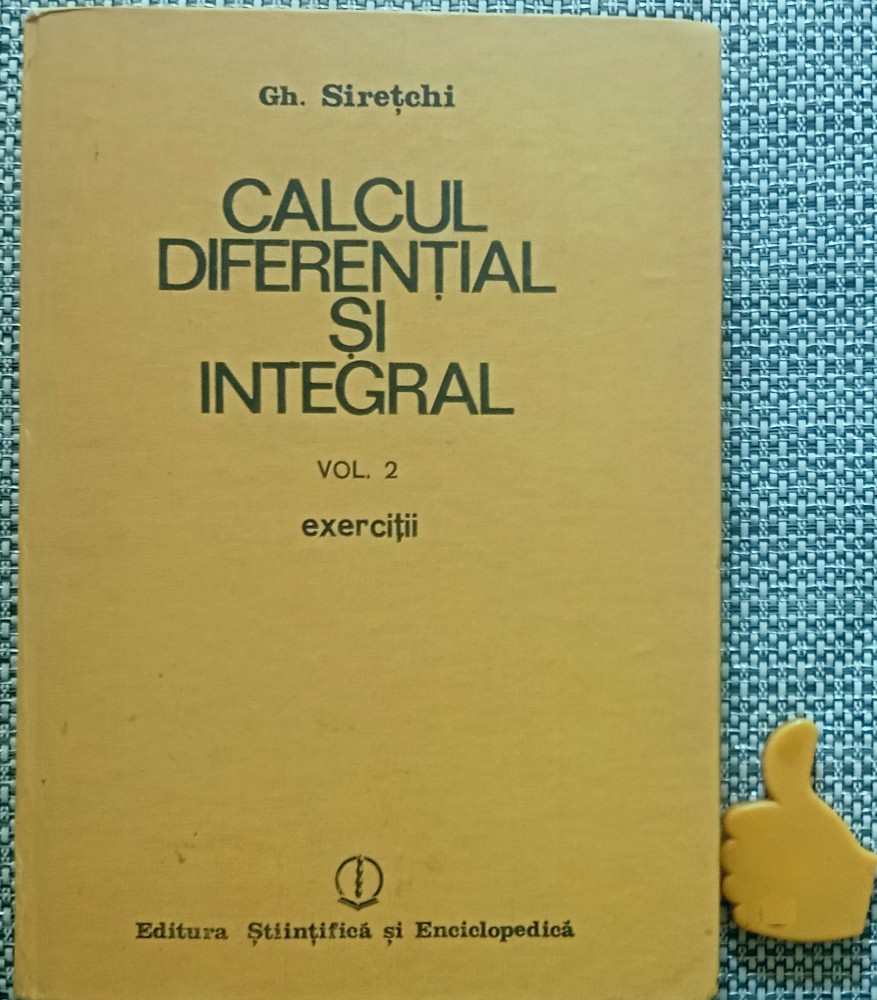 Gh. Sirețchi
CALCUL
DIFERENȚIAL
ȘI
INTEGRAL
VOL. 2
exerciții
Editura Științifică și Enciclopedică